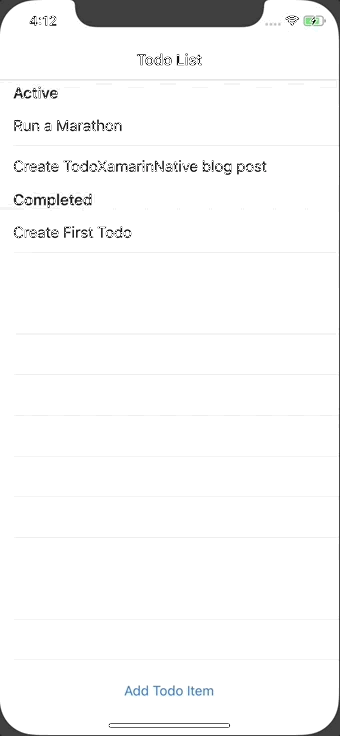 4:12
Todo List
Active
Run a Marathon
Create TodoXamarinNative blog post
Completed
Create First Todo
Add Todo Item